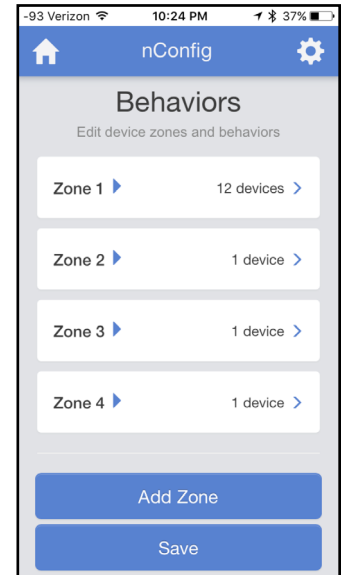 -93 Verizon 10:24 PM 37%
nConfig
Behaviors
Edit device zones and behaviors
Zone 1 12 devices
Zone 2 1 device
Zone 3 1 device
Zone 4 1 device
Add Zone
Save